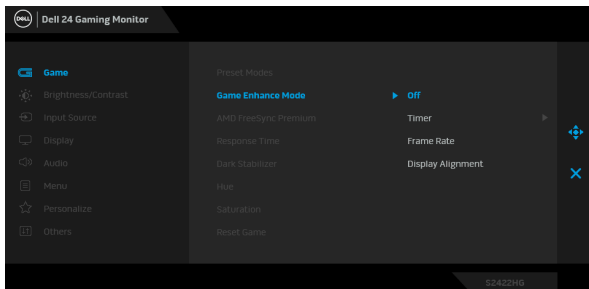 DELL Dell 24 Gaming Monitor
Game
Brightness/Contrast
Input Source
Display
Audio
Menu
Personalize
Others
Preset Modes
Game Enhance Mode
AMD FreeSync Premium
Response Time
Dark Stabilizer
Hue
Saturation
Reset Game
Off
Timer
Frame Rate
Display Alignment
S2422HG